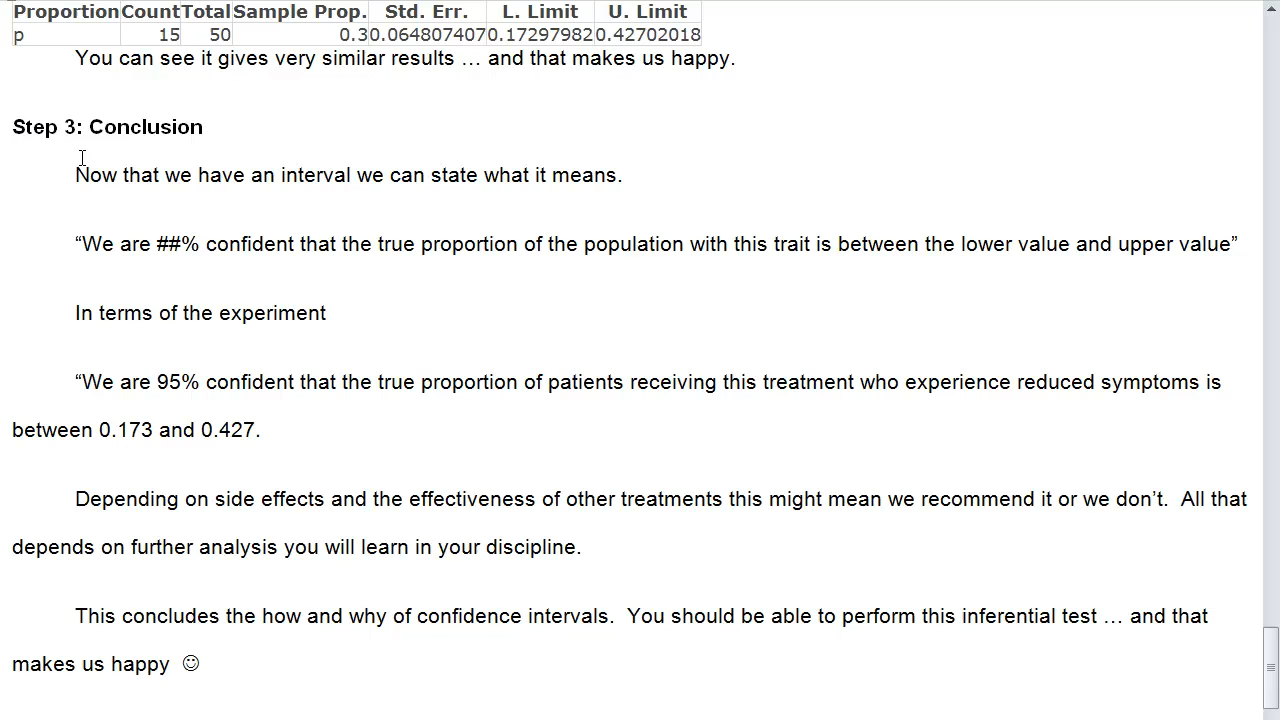 Proportion Count Total Sample Prop. Std. Err. L. Limit U. Limit
p 15 50 0.3 0.064807407 0.17297982 0.42702018
You can see it gives very similar results … and that makes us happy.
Step 3: Conclusion
Now that we have an interval we can state what it means.
“We are ##% confident that the true proportion of the population with this trait is between the lower value and upper value”
In terms of the experiment
“We are 95% confident that the true proportion of patients receiving this treatment who experience reduced symptoms is
between 0.173 and 0.427.
Depending on side effects and the effectiveness of other treatments this might mean we recommend it or we don’t.  All that
depends on further analysis you will learn in your discipline.
This concludes the how and why of confidence intervals.  You should be able to perform this inferential test … and that
makes us happy ☺